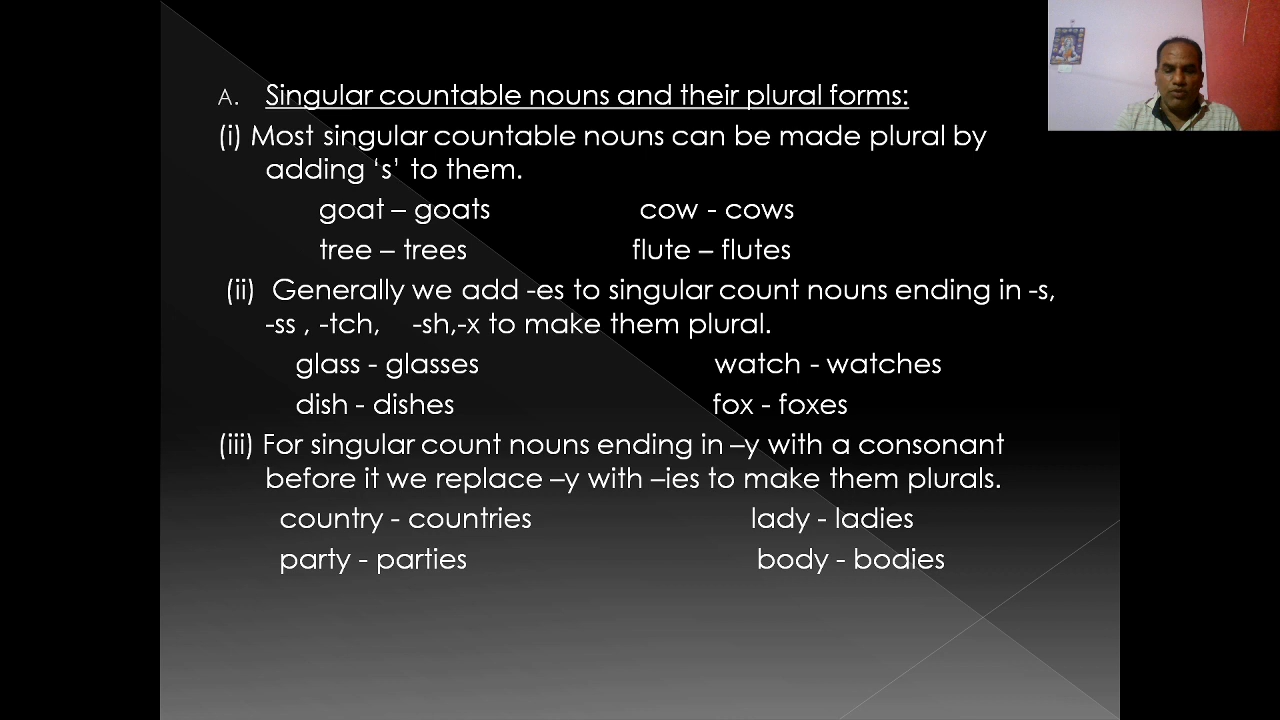 A. Singular countable nouns and their plural forms:
(i) Most singular countable nouns can be made plural by
adding ‘s’ to them.
goat – goats cow - cows
tree – trees flute – flutes
(ii) Generally we add -es to singular count nouns ending in -s,
-ss , -tch, -sh,-x to make them plural.
glass - glasses watch - watches
dish - dishes fox - foxes
(iii) For singular count nouns ending in –y with a consonant
before it we replace –y with –ies to make them plurals.
country - countries lady - ladies
party - parties body - bodies